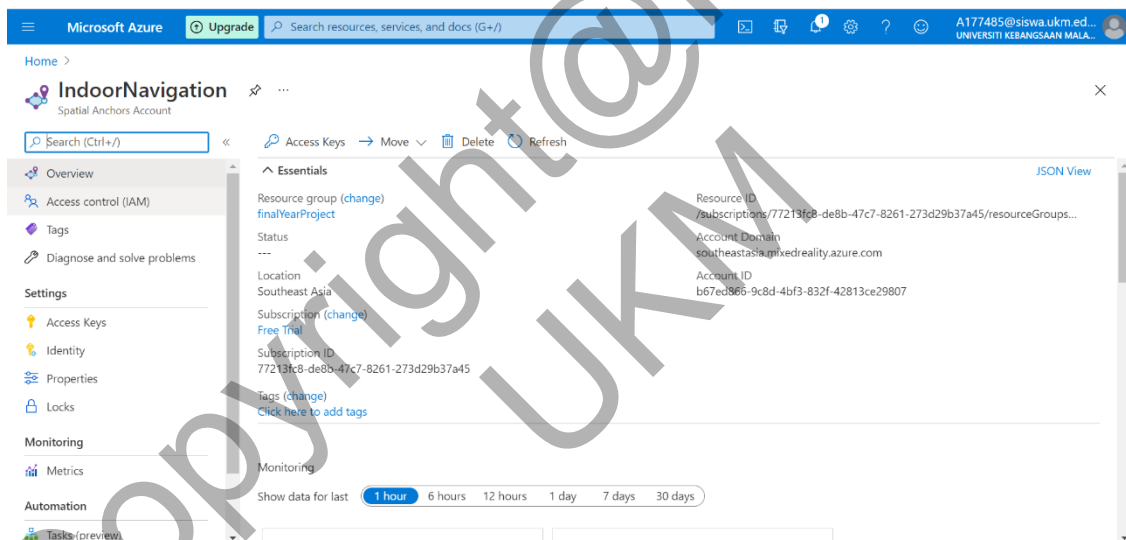 Microsoft Azure
Upgrade
Search resources, services, and docs (G+/)
1
A177485@siswa.ukm.ed...
UNIVERSITI KEBANGSAAN MALA...
Home >
IndoorNavigation
Spatial Anchors Account
Search (Ctrl+/)
Access Keys
Move
Delete
Refresh
Overview
Access control (IAM)
Tags
Diagnose and solve problems
Settings
Access Keys
Identity
Properties
Locks
Monitoring
Metrics
Automation
Tasks (preview)
Essentials
JSON View
Resource group (change)
finalYearProject
Status
---
Location
Southeast Asia
Subscription (change)
Free Trial
Subscription ID
77213fc8-de8b-47c7-8261-273d29b37a45
Tags (change)
Click here to add tags
Resource ID
/subscriptions/77213fc8-de8b-47c7-8261-273d29b37a45/resourceGroups...
Account Domain
southeastasia.mixedreality.azure.com
Account ID
b67ed866-9c8d-4bf3-832f-42813ce29807
Monitoring
Show data for last
1 hour
6 hours
12 hours
1 day
7 days
30 days
opyright@
UKM